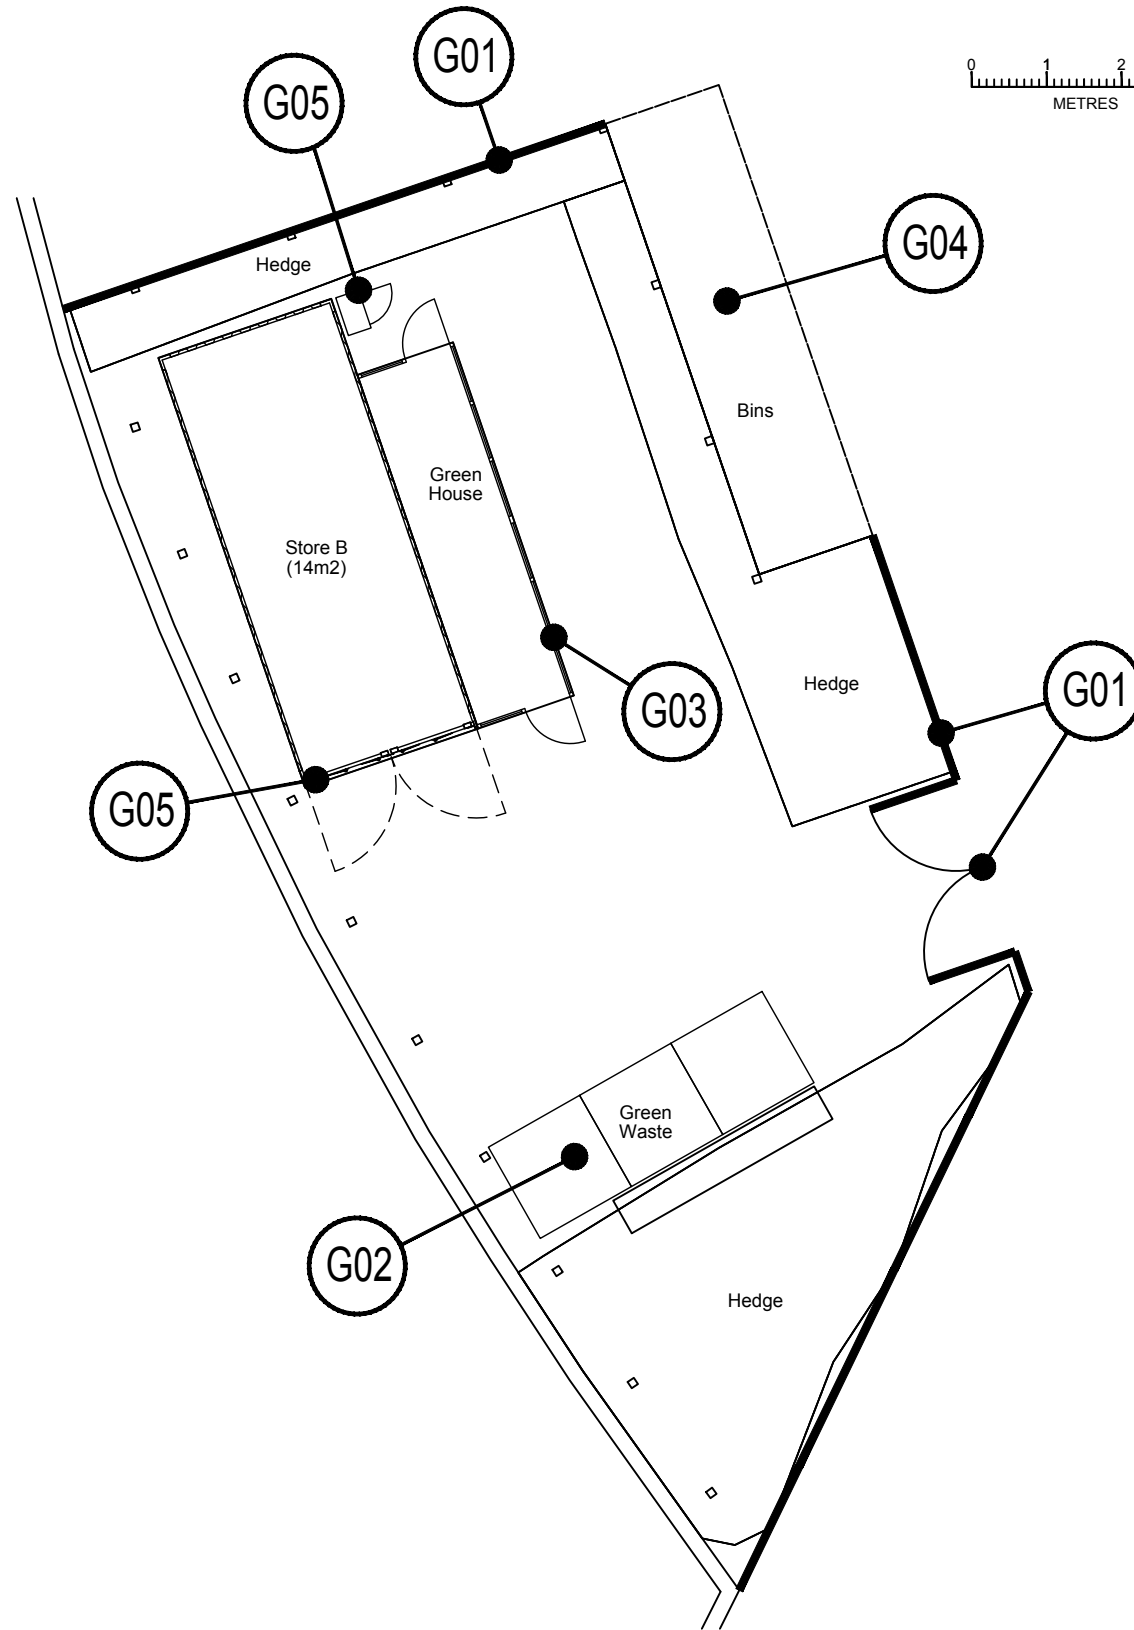 G01
G05
0 1 2
METRES
G04
Hedge
Bins
Green
House
Store B
(14m2)
Hedge
G01
G03
G05
Green
Waste
G02
Hedge